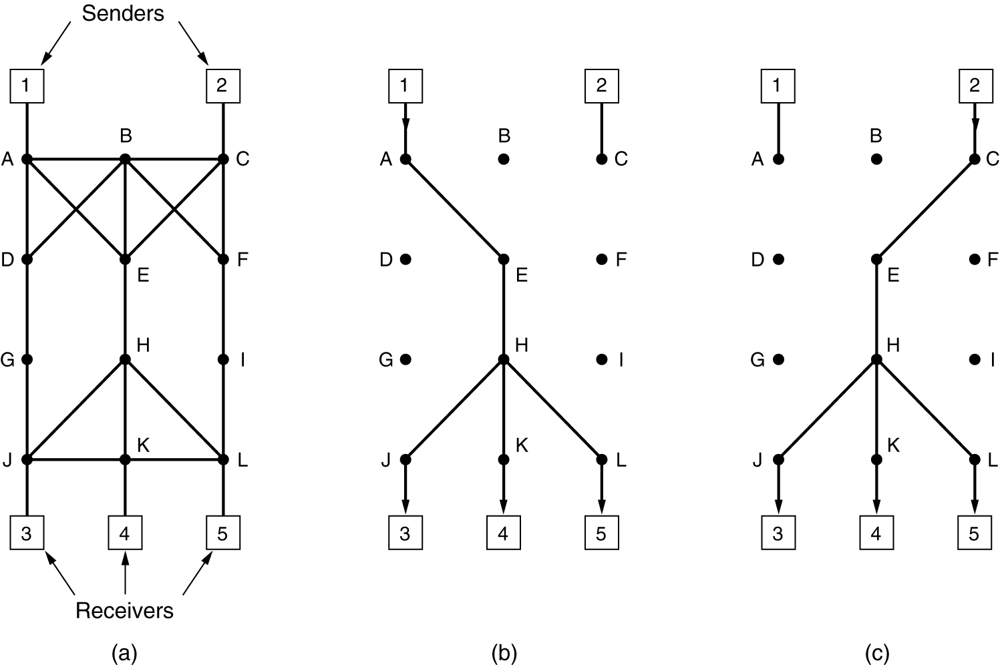 Senders
1 2 1 2 1 2
B B B
A C A C A C
D F D F D F
E E E
H H H
G I G I G I
K K K
J L J L J L
3 4 5 3 4 5 3 4 5
Receivers
(a) (b) (c)